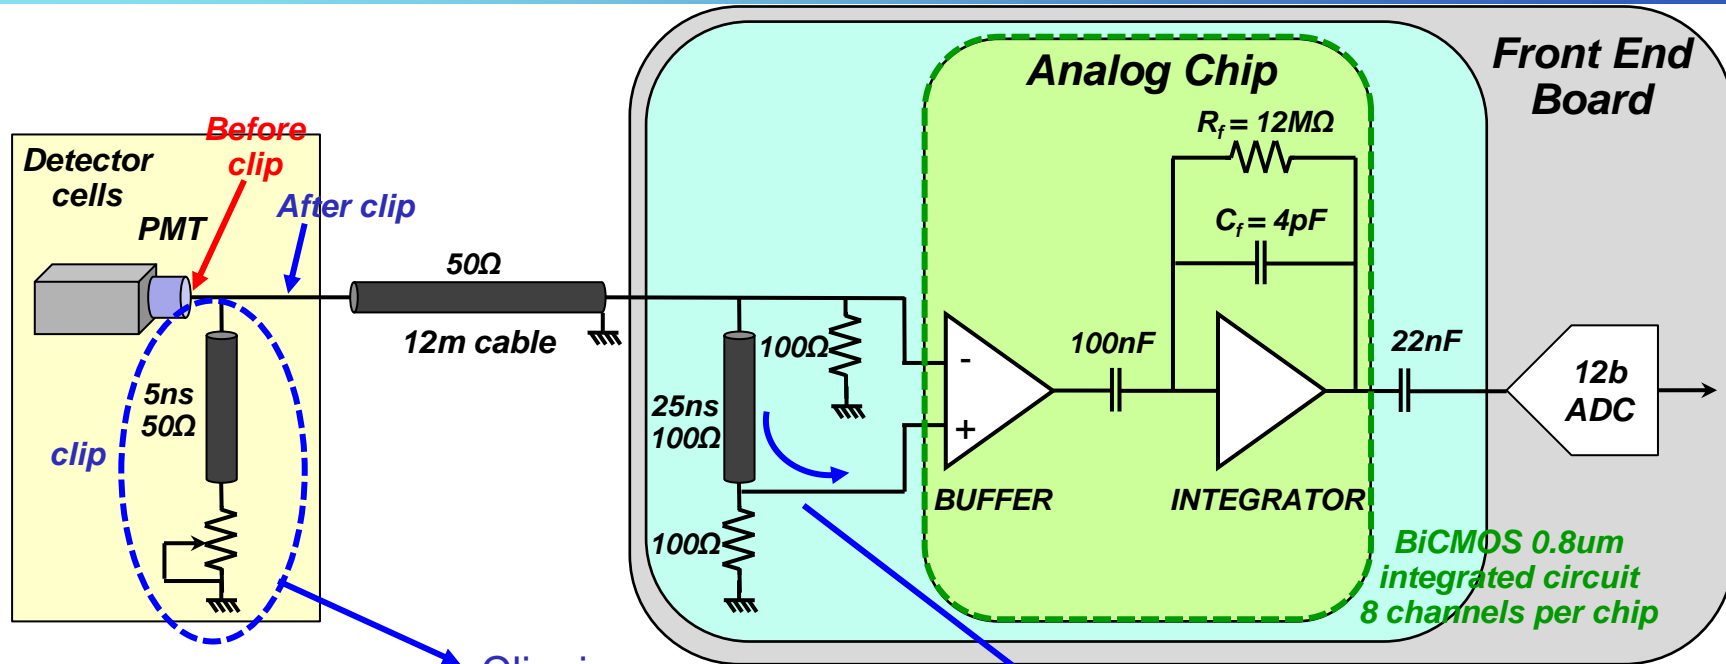 Front End
Board
Analog Chip
R_f = 12MΩ
C_f = 4pF
Before
clip
Detector
cells
After clip
PMT
50Ω
12m cable
5ns
50Ω
clip
100Ω
25ns
100Ω
100Ω
-
+
BUFFER
100nF
INTEGRATOR
22nF
12b
ADC
BiCMOS 0.8um
integrated circuit
8 channels per chip